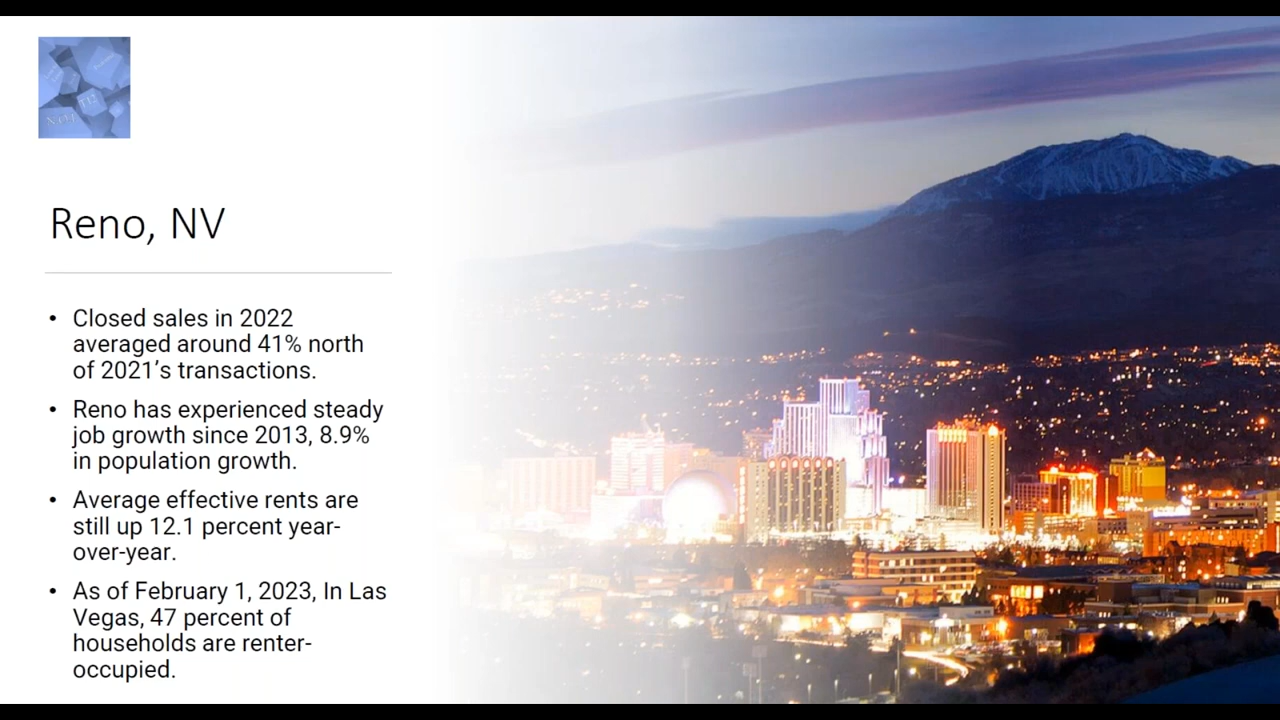 Reno, NV
• Closed sales in 2022
averaged around 41% north
of 2021's transactions.
• Reno has experienced steady
job growth since 2013, 8.9%
in population growth.
• Average effective rents are
still up 12.1 percent year-
over-year.
• As of February 1, 2023, In Las
Vegas, 47 percent of
households are renter-
occupied.